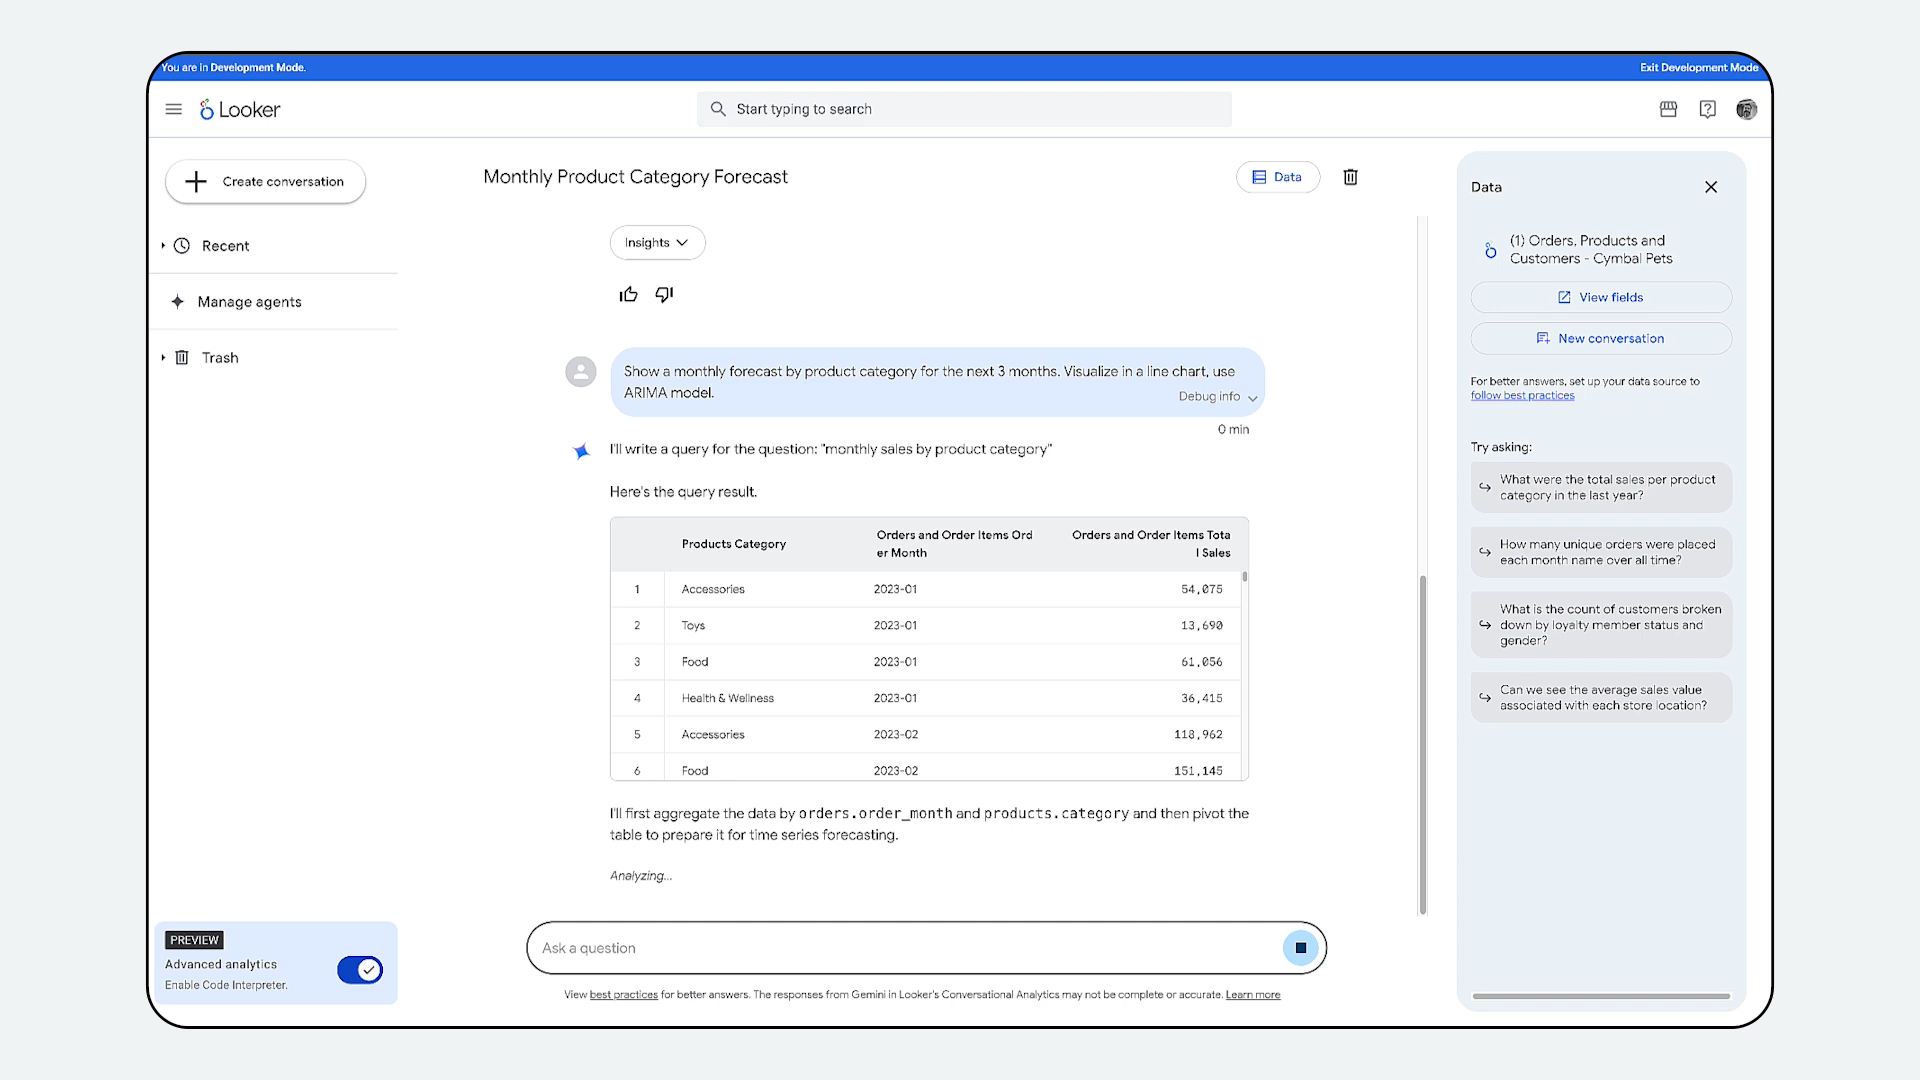 You are in Development Mode.
Exit Development Mode
Looker
Start typing to search
Create conversation
Recent
Manage agents
Trash
PREVIEW
Advanced analytics
Enable Code Interpreter.
Monthly Product Category Forecast
Data
Insights
Show a monthly forecast by product category for the next 3 months. Visualize in a line chart, use
ARIMA model.
Debug info
0 min
I'll write a query for the question: "monthly sales by product category"
Here's the query result.
Products Category
Orders and Order Items Ord
er Month
Orders and Order Items Tota
l Sales
1 Accessories 2023-01 54,075
2 Toys 2023-01 13,690
3 Food 2023-01 61,056
4 Health & Wellness 2023-01 36,415
5 Accessories 2023-02 118,962
6 Food 2023-02 151,145
I'll first aggregate the data by orders.order_month and products.category and then pivot the
table to prepare it for time series forecasting.
Analyzing...
Ask a question
View best practices for better answers. The responses from Gemini in Looker's Conversational Analytics may not be complete or accurate. Learn more
Data
(1) Orders, Products and
Customers - Cymbal Pets
View fields
New conversation
For better answers, set up your data source to
follow best practices
Try asking:
What were the total sales per product
category in the last year?
How many unique orders were placed
each month name over all time?
What is the count of customers broken
down by loyalty member status and
gender?
Can we see the average sales value
associated with each store location?